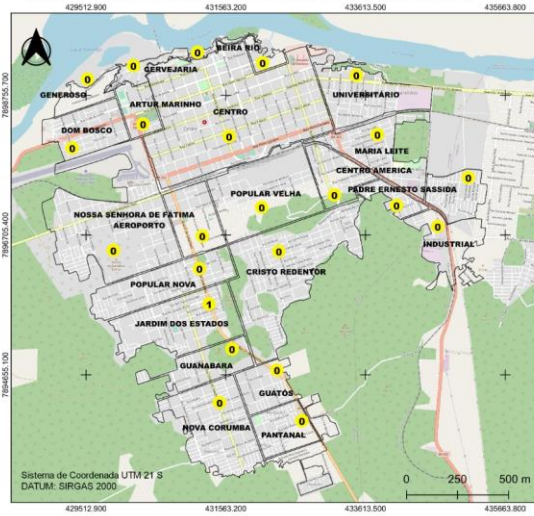 429512.900 431563.200 433613.500 435663.800
7898755.700
7896705.400
7894655.100
0 0 0 BEIRA RIO
0 CERVEJARIA 0
GENEROSO 0
ARTUR MARINHO
CENTRO
UNIVERSITÁRIO
0
DOM BOSCO
0
0
0
MARIA LEITE
CENTRO AMERICA
0
POPULAR VELHA
0
PADRE ERNESTO SASSIDA
0
0
NOSSA SENHORA DE FÁTIMA
AEROPORTO
0
0
0
0
INDUSTRIAL
CRISTO REDENTOR
0
POPULAR NOVA
1
JARDIM DOS ESTADOS
0
GUANABARA
0
GUATÓS
0
NOVA CORUMBA
0
PANTANAL
Sistema de Coordenada UTM 21 S
DATUM: SIRGAS 2000
0 250 500 m
429512.900 431563.200 433613.500 435663.800